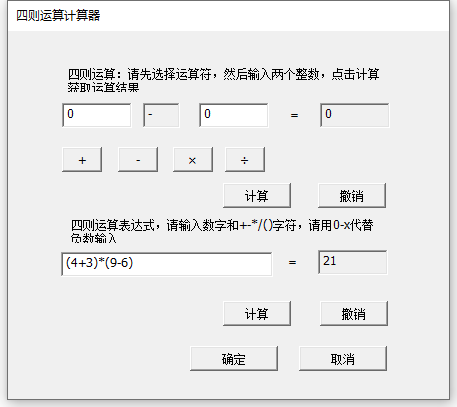 四则运算计算器
四则运算：请先选择运算符，然后输入两个整数，点击计算
获取运算结果
0 - 0 = 0
+ - × ÷
计算 撤销
四则运算表达式，请输入数字和+-*/()字符，请用0-x代替
负数输入
(4+3)*(9-6) = 21
计算 撤销
确定 取消